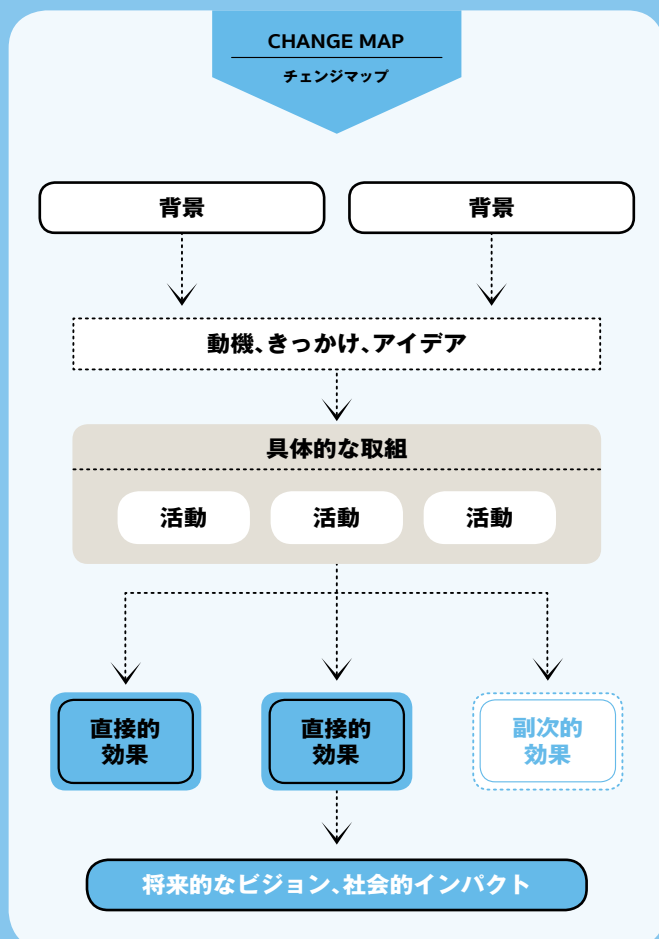 CHANGE MAP
チェンジマップ
背景
背景
動機、きっかけ、アイデア
具体的な取組
活動
活動
活動
直接的
効果
直接的
効果
副次的
効果
将来的なビジョン、社会的インパクト